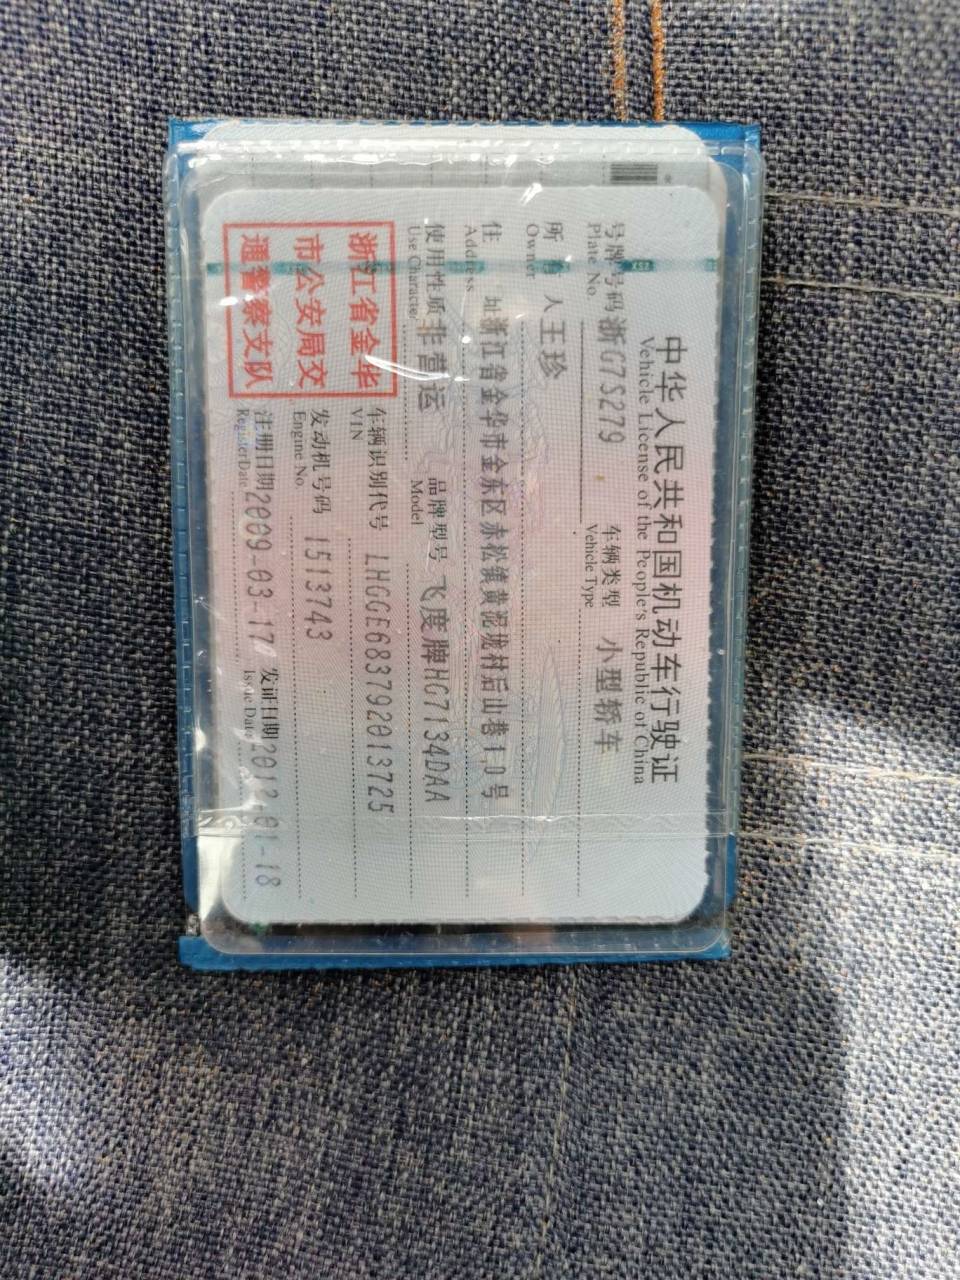 中华人民共和国机动车行驶证
Vehicle License of the People's Republic of China
号牌号码 浙G7S279 车辆类型 小型轿车
Plate No. Vehicle Type
所有人 王珍
Owner
住址 浙江省金华市金东区赤松镇黄泥垅村后山巷1,0号
Address
使用性质 非营运 品牌型号 飞度牌HG7134DAA
Use Character Model
浙江省金华
市公安局交
通警察支队
车辆识别代号 LHGGE683792013725
VIN
发动机号码 1513743
Engine No.
注册日期 2009-03-17 发证日期 2012-01-18
Register Date Issue Date